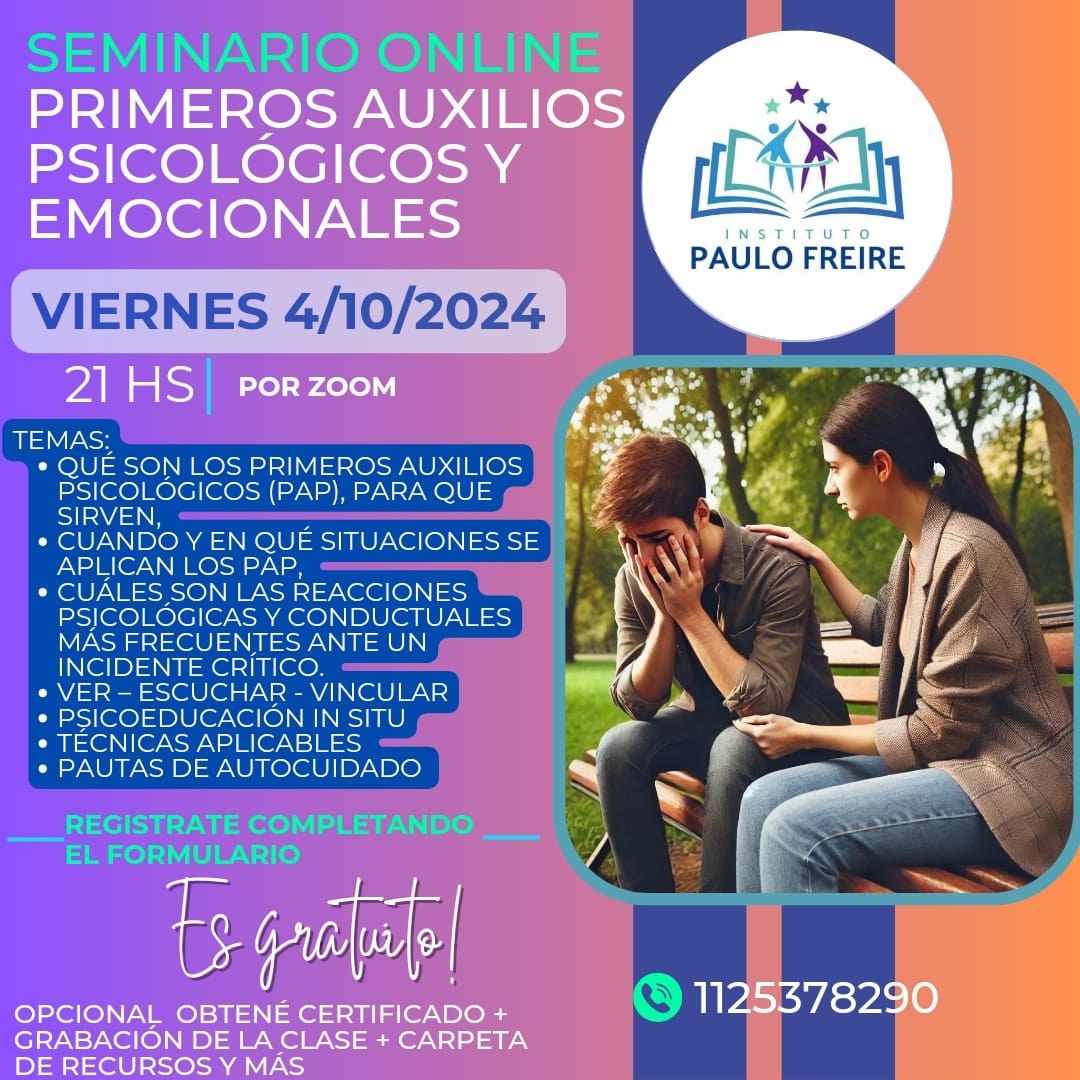 SEMINARIO ONLINE
PRIMEROS AUXILIOS
PSICOLÓGICOS Y
EMOCIONALES
INSTITUTO
PAULO FREIRE
VIERNES 4/10/2024
21 HS
POR ZOOM
TEMAS:
• QUÉ SON LOS PRIMEROS AUXILIOS
PSICOLÓGICOS (PAP), PARA QUE
SIRVEN,
• CUANDO Y EN QUÉ SITUACIONES SE
APLICAN LOS PAP,
• CUÁLES SON LAS REACCIONES
PSICOLÓGICAS Y CONDUCTUALES
MÁS FRECUENTES ANTE UN
INCIDENTE CRÍTICO.
• VER – ESCUCHAR - VINCULAR
• PSICOEDUCACIÓN IN SITU
• TÉCNICAS APLICABLES
• PAUTAS DE AUTOCUIDADO
REGISTRATE COMPLETANDO
EL FORMULARIO
Es gratuito!
OPCIONAL OBTENÉ CERTIFICADO +
GRABACIÓN DE LA CLASE + CARPETA
DE RECURSOS Y MÁS
1125378290